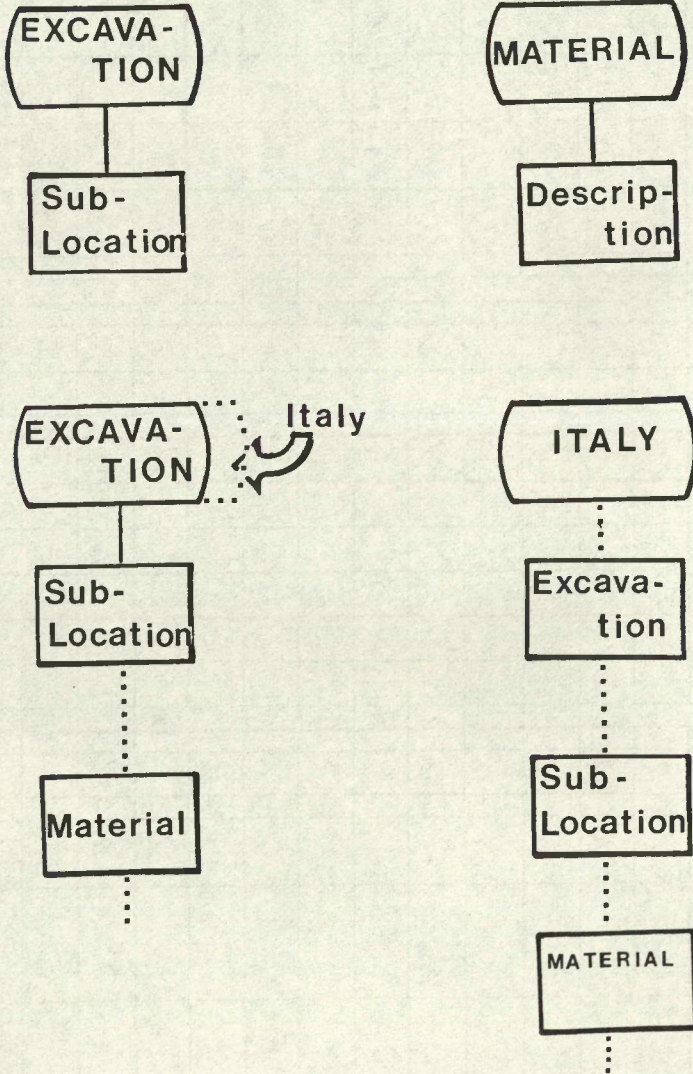 EXCAVA-
TION
Sub-
Location
MATERIAL
Descrip-
tion
EXCAVA-
TION
Italy
Sub-
Location
Material
ITALY
Excava-
tion
Sub-
Location
MATERIAL